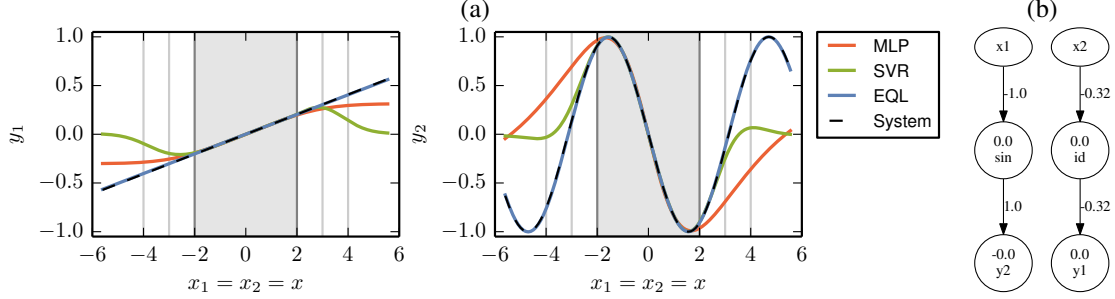 (a)
(b)
1.0
0.5
0.0
−0.5
−1.0
y1
−6
−4
−2
0
2
4
6
x1 = x2 = x
1.0
0.5
0.0
−0.5
−1.0
y2
−6
−4
−2
0
2
4
6
x1 = x2 = x
MLP
SVR
EQL
System
x1
x2
-1.0
-0.32
0.0
sin
0.0
id
1.0
-0.32
-0.0
y2
0.0
y1